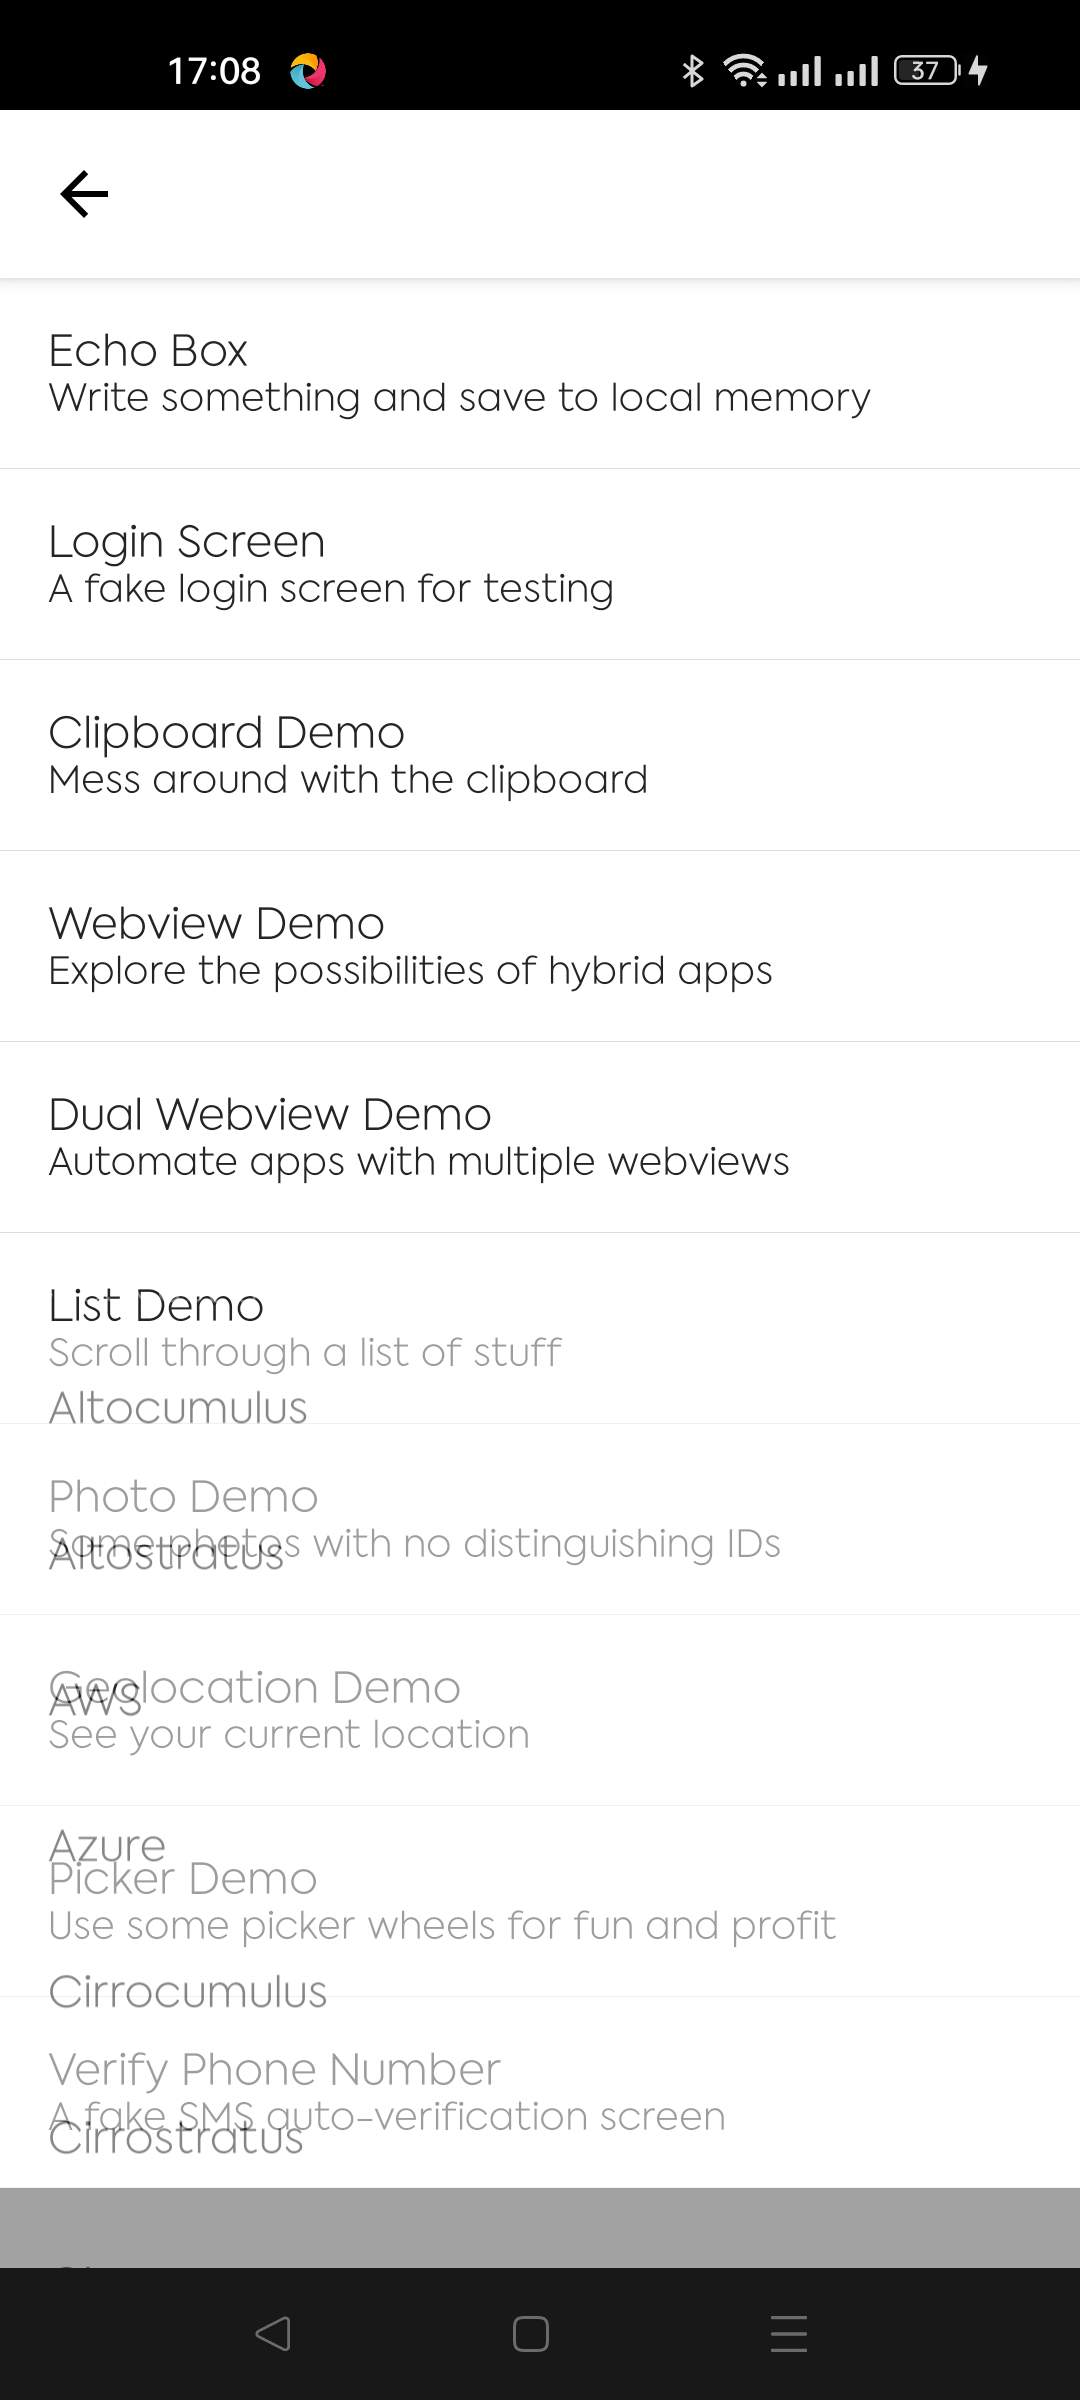 17:08
37
Echo Box
Write something and save to local memory
Login Screen
A fake login screen for testing
Clipboard Demo
Mess around with the clipboard
Webview Demo
Explore the possibilities of hybrid apps
Dual Webview Demo
Automate apps with multiple webviews
List Demo
Scroll through a list of stuff
Altocumulus
Photo Demo
Some photos with no distinguishing IDs
Altostratus
Geolocation Demo
AWS
See your current location
Azure
Picker Demo
Use some picker wheels for fun and profit
Cirrocumulus
Verify Phone Number
A fake SMS auto-verification screen
Cirrostratus